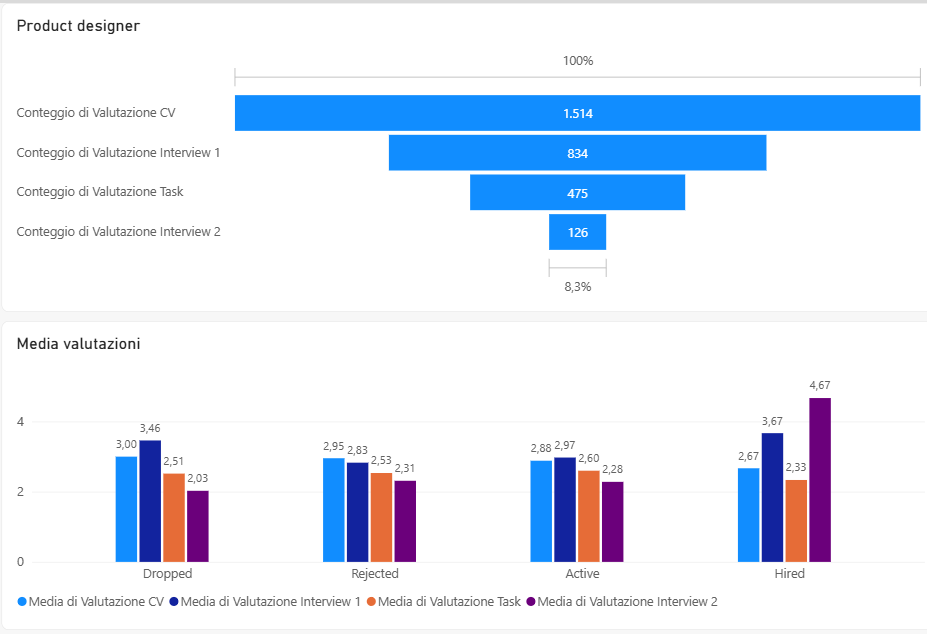 Product designer
100%
Conteggio di Valutazione CV 1.514
Conteggio di Valutazione Interview 1 834
Conteggio di Valutazione Task 475
Conteggio di Valutazione Interview 2 126
8,3%
Media valutazioni
4
2
0
3,00 3,46 2,51 2,03
2,95 2,83 2,53 2,31
2,88 2,97 2,60 2,28
2,67 3,67 2,33 4,67
Dropped Rejected Active Hired
Media di Valutazione CV Media di Valutazione Interview 1 Media di Valutazione Task Media di Valutazione Interview 2